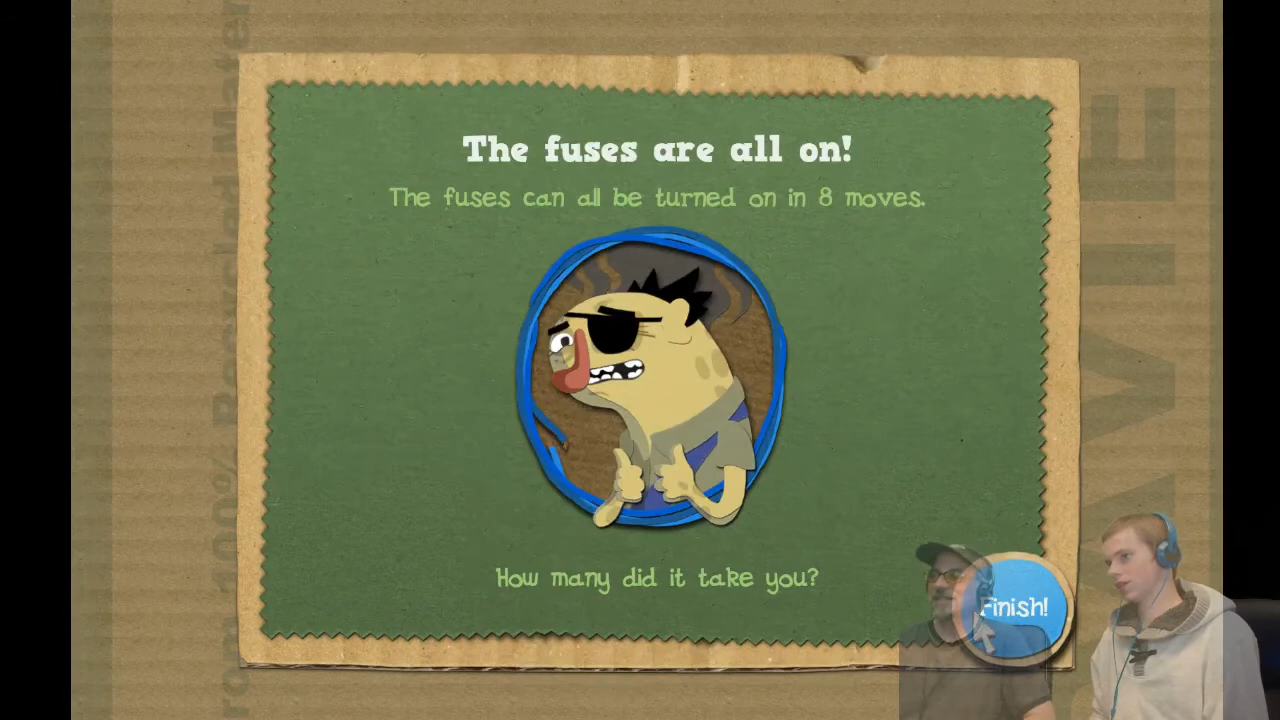 The fuses are all on!
The fuses can all be turned on in 8 moves.
How many did it take you?
Finish!